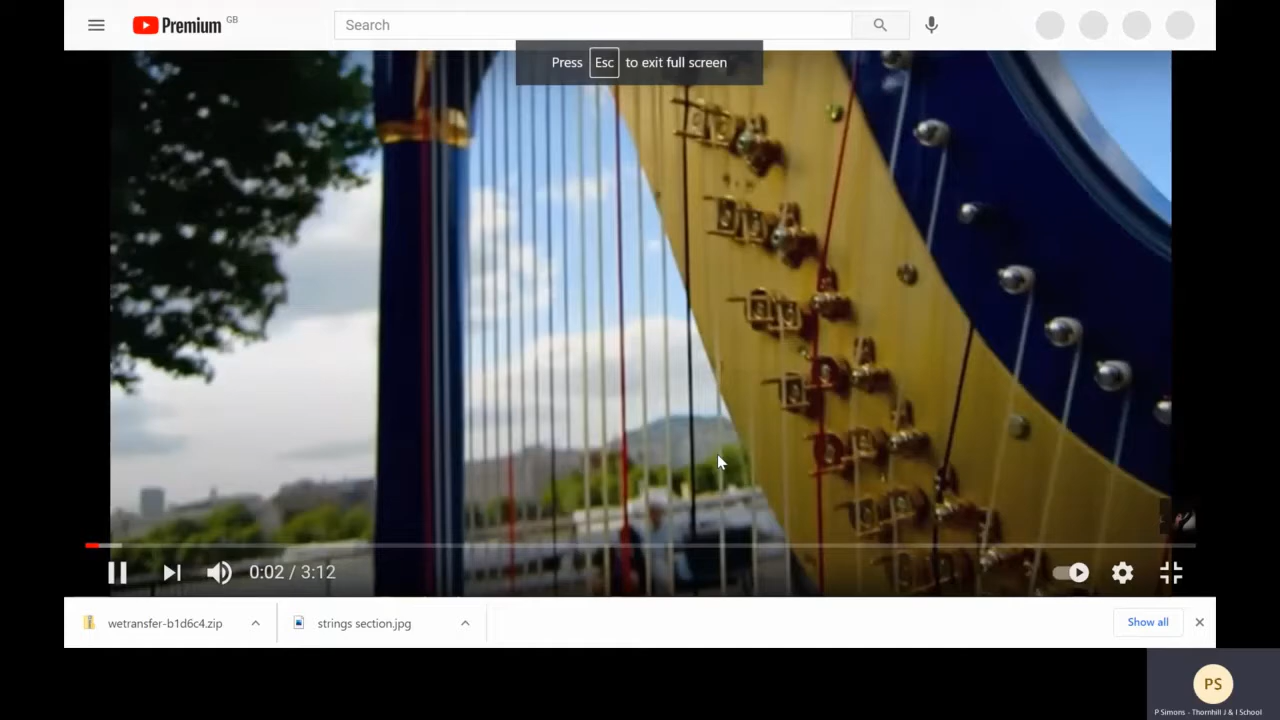 Premium GB
Search
Press Esc to exit full screen
0:02 / 3:12
wetransfer-b1d6c4.zip
strings section.jpg
Show all
PS
P Simons - Thornhill J & I School